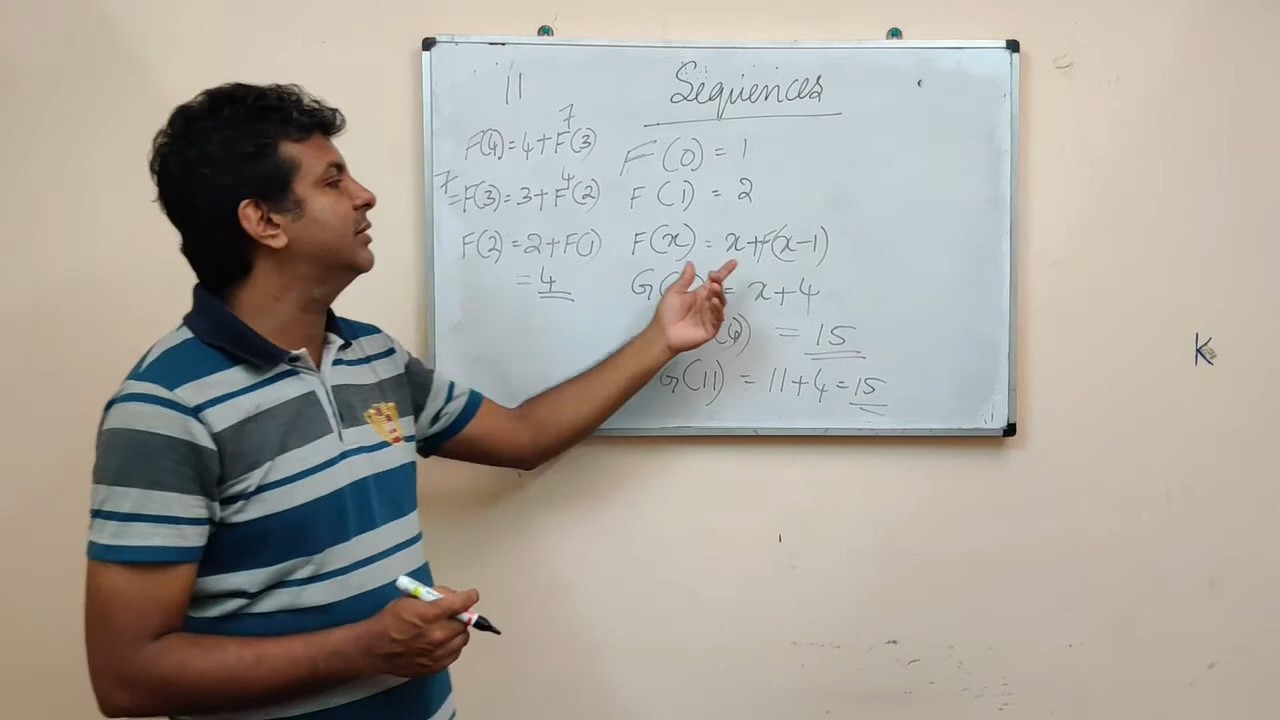 Sequences
11
7
F(4) = 4+F(3)
4
7 = F(3) = 3+F(2)
F(2) = 2+F(1)
= 4
F(0) = 1
F(1) = 2
F(x) = x+F(x-1)
G( = x+4
= 15
G(11) = 11+4=15
K